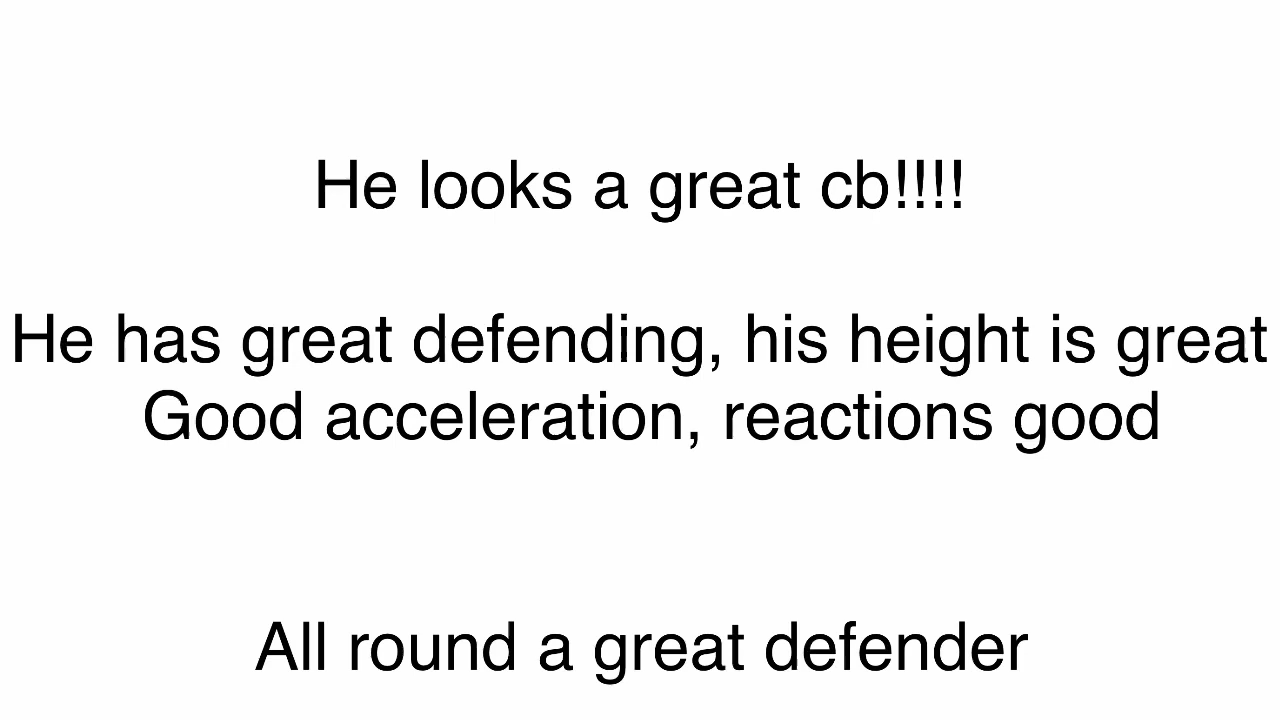 He looks a great cb!!!!
He has great defending, his height is great
Good acceleration, reactions good
All round a great defender